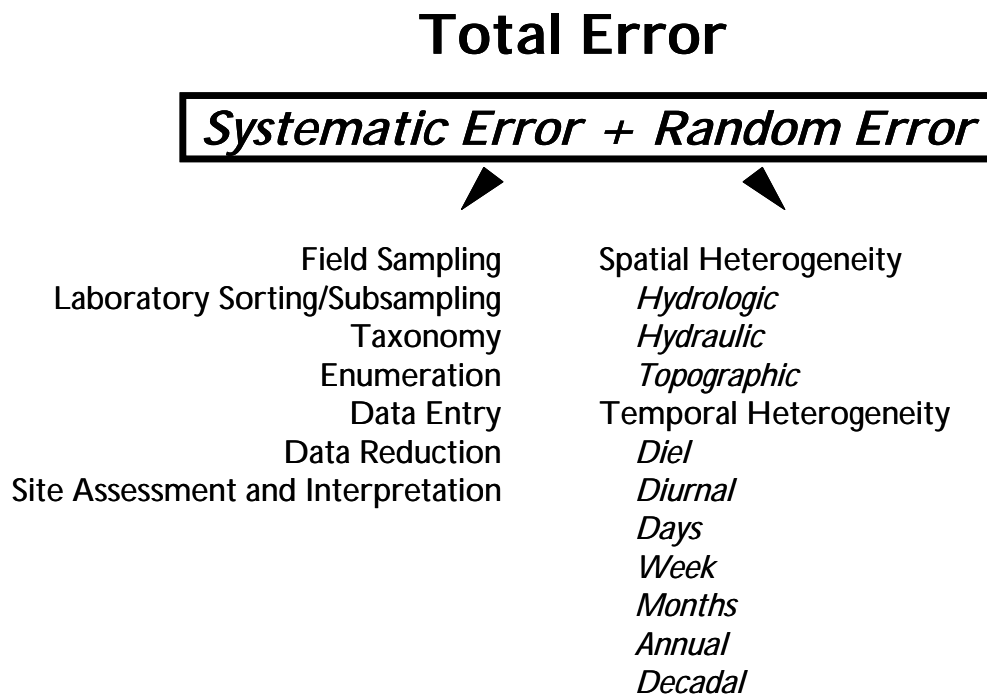 Total Error
Systematic Error + Random Error
Field Sampling
Laboratory Sorting/Subsampling
Taxonomy
Enumeration
Data Entry
Data Reduction
Site Assessment and Interpretation
Spatial Heterogeneity
Hydrologic
Hydraulic
Topographic
Temporal Heterogeneity
Diel
Diurnal
Days
Week
Months
Annual
Decadal